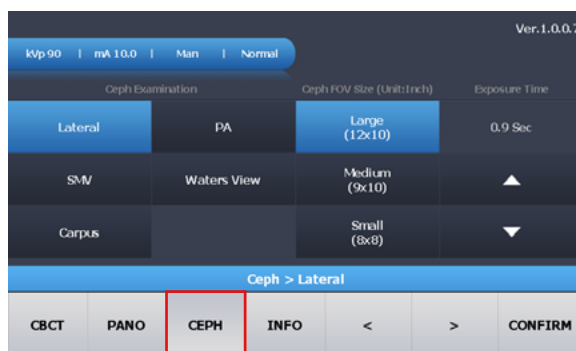 Ver.1.0.0.7
kVp 90 | mA 10.0 | Man | Normal
Ceph Examination Ceph FOV Size (Unit:Inch) Exposure Time
Lateral PA Large (12x10) 0.9 Sec
SMV Waters View Medium (9x10) ▲
Carpus Small (8x8) ▼
Ceph > Lateral
CBCT PANO CEPH INFO < > CONFIRM